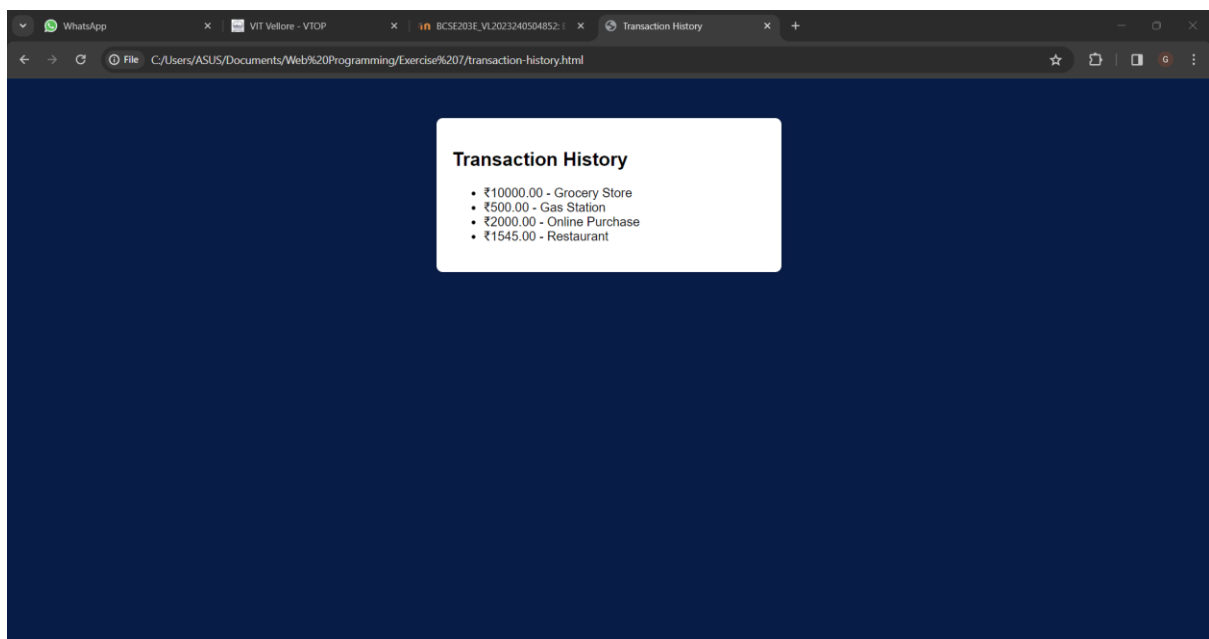 WhatsApp
VIT Vellore - VTOP
BCSE203E_VL2023240504852:
Transaction History
File C:/Users/ASUS/Documents/Web%20Programming/Exercise%207/transaction-history.html
G
Transaction History
• ₹10000.00 - Grocery Store
• ₹500.00 - Gas Station
• ₹2000.00 - Online Purchase
• ₹1545.00 - Restaurant